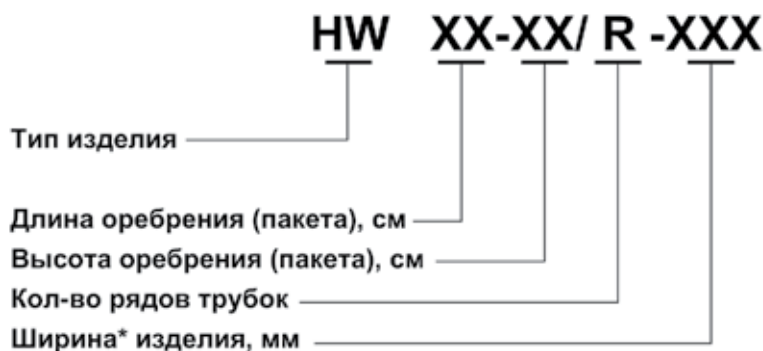 HW XX-XX/ R -XXX
Тип изделия
Длина оребрения (пакета), см
Высота оребрения (пакета), см
Кол-во рядов трубок
Ширина* изделия, мм